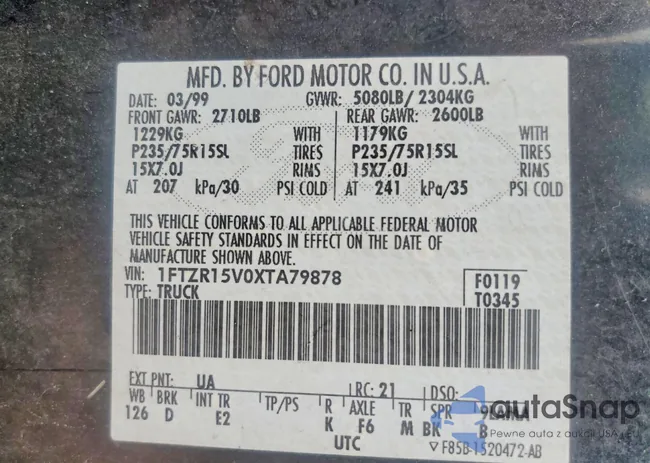 MFD. BY FORD MOTOR CO. IN U.S.A.
DATE: 03/99 GVWR: 5080LB/ 2304KG
FRONT GAWR: 2710LB REAR GAWR: 2600LB
1229KG WITH 1179KG WITH
P235/75R15SL TIRES P235/75R15SL TIRES
15X7.0J RIMS 15X7.0J RIMS
AT 207 kPa/30 PSI COLD AT 241 kPa/35 PSI COLD
THIS VEHICLE CONFORMS TO ALL APPLICABLE FEDERAL MOTOR
VEHICLE SAFETY STANDARDS IN EFFECT ON THE DATE OF
MANUFACTURE SHOWN ABOVE.
VIN: 1FTZR15V0XTA79878 F0119
TYPE: TRUCK T0345
EXT PNT: UA RC: 21 DSO:
WB BRK INT TR TP/PS R AXLE TR SPR
126 D E2 K F6 M BK B
UTC ▽ F85B-1520472-AB
autaSnap
Pewne auta z aukcji USA